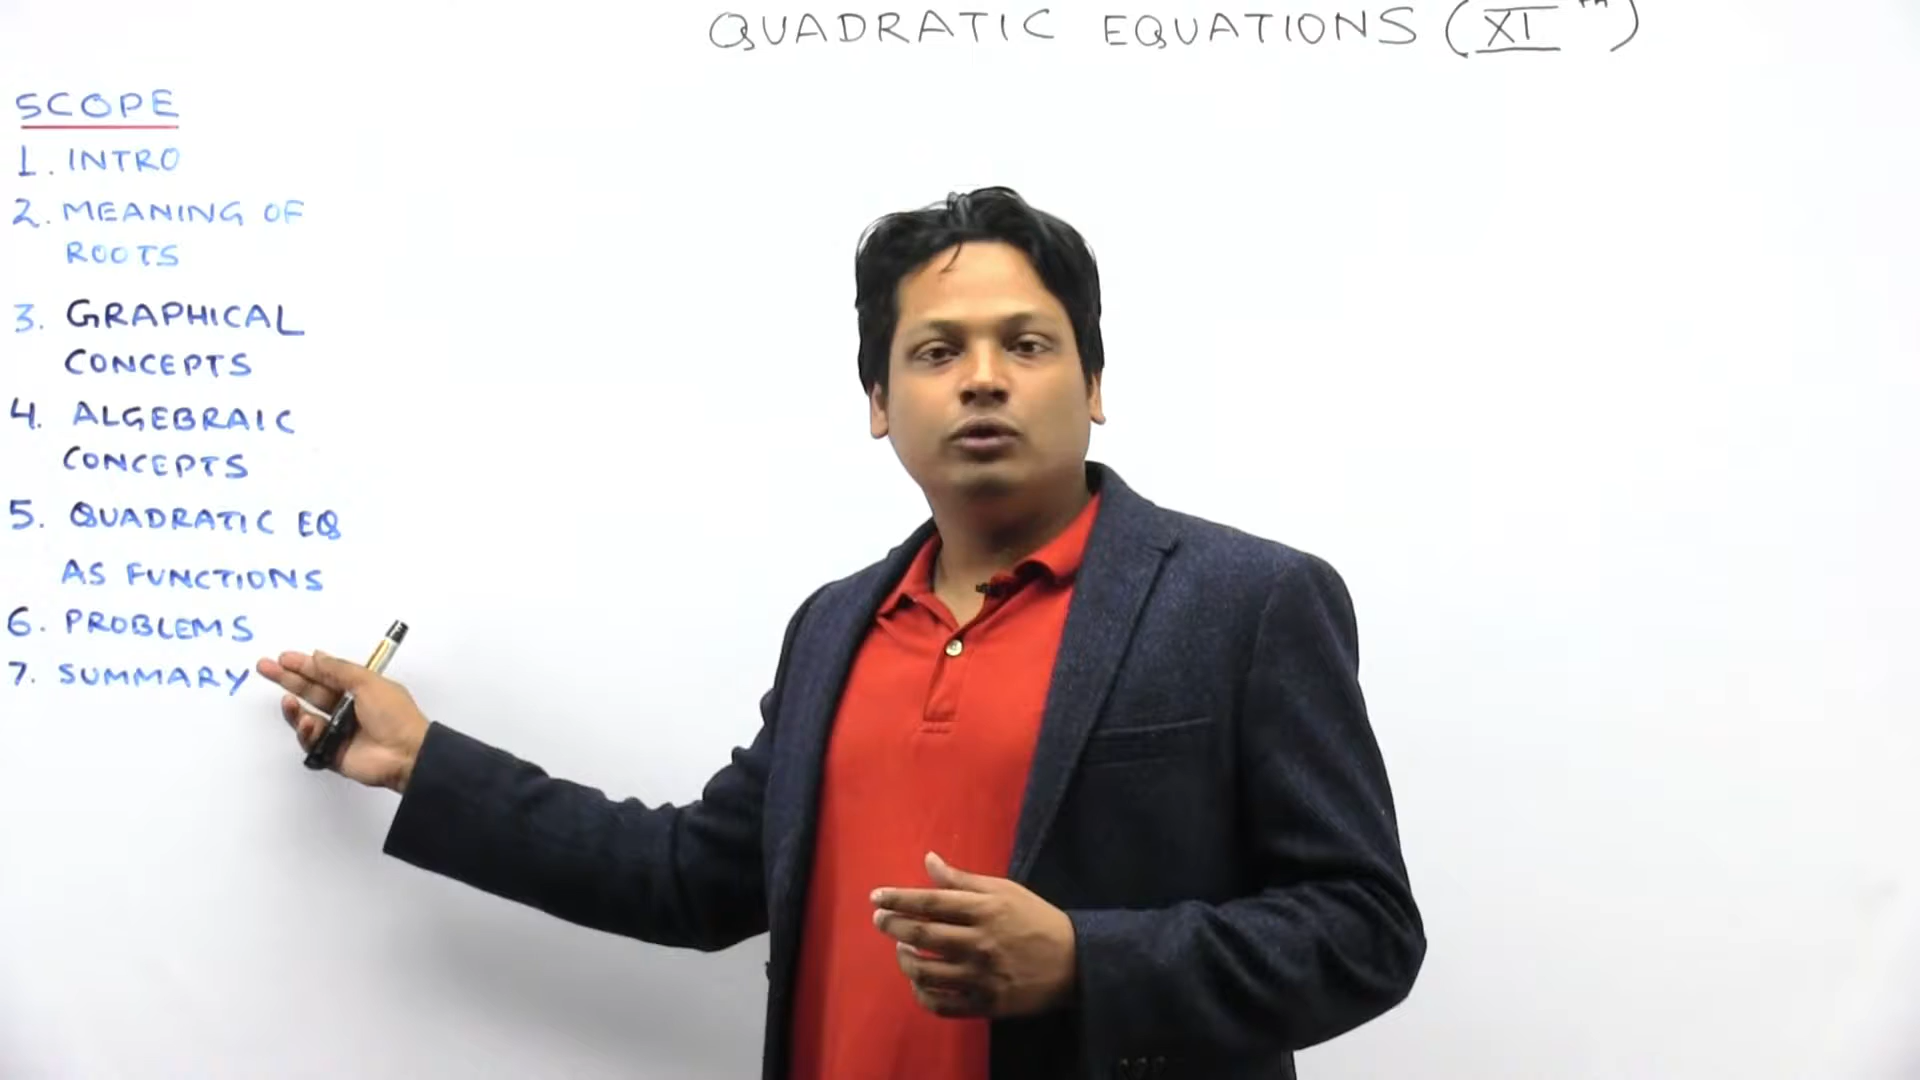 QUADRATIC EQUATIONS (XI th)
SCOPE
1. INTRO
2. MEANING OF
ROOTS
3. GRAPHICAL
CONCEPTS
4. ALGEBRAIC
CONCEPTS
5. QUADRATIC EQ
AS FUNCTIONS
6. PROBLEMS
7. SUMMARY